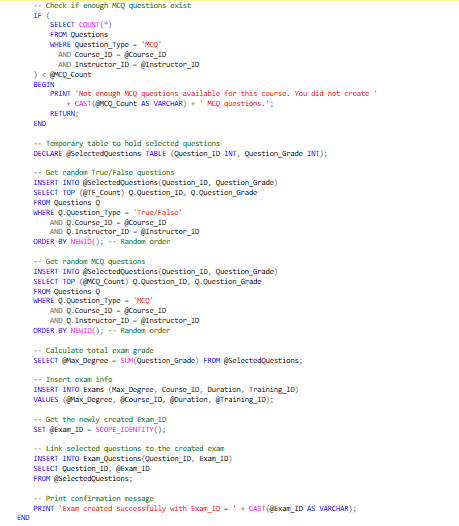 -- Check if enough MCQ questions exist
IF (
SELECT COUNT(*)
FROM Questions
WHERE Question_Type = 'MCQ'
AND Course_ID = @Course_ID
AND Instructor_ID = @Instructor_ID
) < @MCQ_Count
BEGIN
PRINT 'Not enough MCQ questions available for this course. You did not create '
+ CAST(@MCQ_Count AS VARCHAR) + ' MCQ questions.';
RETURN;
END
-- Temporary table to hold selected questions
DECLARE @SelectedQuestions TABLE (Question_ID INT, Question_Grade INT);
-- Get random True/False questions
INSERT INTO @SelectedQuestions(Question_ID, Question_Grade)
SELECT TOP (@TF_Count) Q.Question_ID, Q.Question_Grade
FROM Questions Q
WHERE Q.Question_Type = 'True/False'
AND Q.Course_ID = @Course_ID
AND Q.Instructor_ID = @Instructor_ID
ORDER BY NEWID(); -- Random order
-- Get random MCQ questions
INSERT INTO @SelectedQuestions(Question_ID, Question_Grade)
SELECT TOP (@MCQ_Count) Q.Question_ID, Q.Question_Grade
FROM Questions Q
WHERE Q.Question_Type = 'MCQ'
AND Q.Course_ID = @Course_ID
AND Q.Instructor_ID = @Instructor_ID
ORDER BY NEWID(); -- Random order
-- Calculate total exam grade
SELECT @Max_Degree = SUM(Question_Grade) FROM @SelectedQuestions;
-- Insert exam info
INSERT INTO Exams (Max_Degree, Course_ID, Duration, Training_ID)
VALUES (@Max_Degree, @Course_ID, @Duration, @Training_ID);
-- Get the newly created Exam_ID
SET @Exam_ID = SCOPE_IDENTITY();
-- Link selected questions to the created exam
INSERT INTO Exam_Questions(Question_ID, Exam_ID)
SELECT Question_ID, @Exam_ID
FROM @SelectedQuestions;
-- Print confirmation message
PRINT 'Exam created successfully with Exam_ID = ' + CAST(@Exam_ID AS VARCHAR);
END